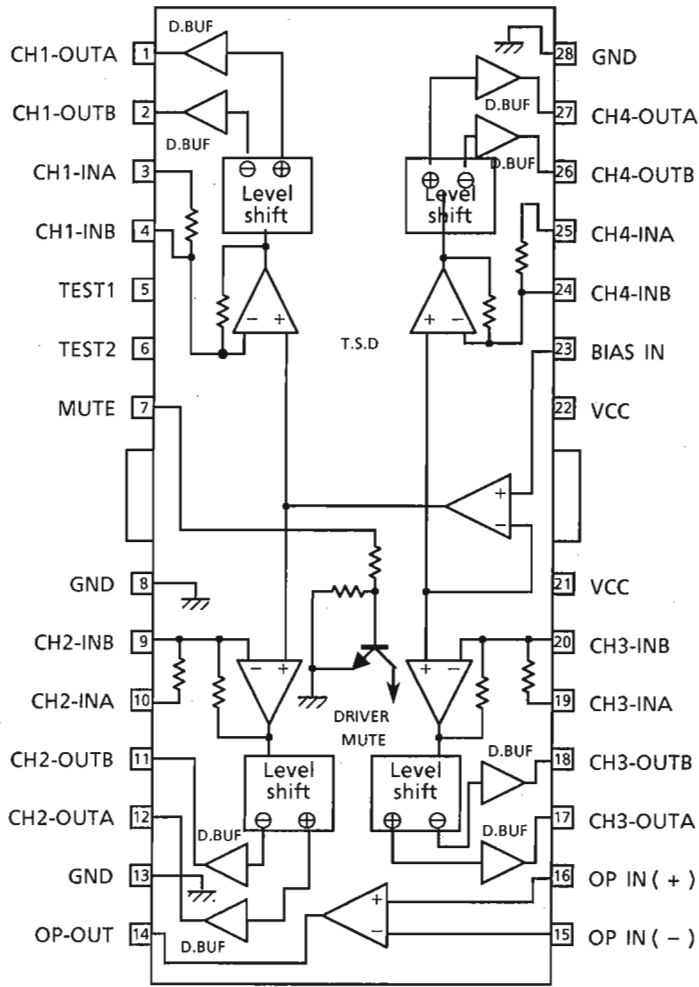 D.BUF
CH1-OUTA 1
CH1-OUTB 2
D.BUF
CH1-INA 3
CH1-INB 4
TEST1 5
TEST2 6
MUTE 7
GND 8
CH2-INB 9
CH2-INA 10
CH2-OUTB 11
CH2-OUTA 12
GND 13
OP-OUT 14
28 GND
27 CH4-OUTA
D.BUF
26 CH4-OUTB
D.BUF
25 CH4-INA
24 CH4-INB
23 BIAS IN
22 VCC
21 VCC
20 CH3-INB
19 CH3-INA
18 CH3-OUTB
17 CH3-OUTA
16 OP IN ( + )
15 OP IN ( − )
⊖ ⊕
Level
shift
− +
⊕ ⊖
Level
shift
+ −
T.S.D
+
−
− +
+ −
DRIVER
MUTE
Level
shift
⊖ ⊕
Level
shift
⊕ ⊖
D.BUF
D.BUF
D.BUF
D.BUF
+
−